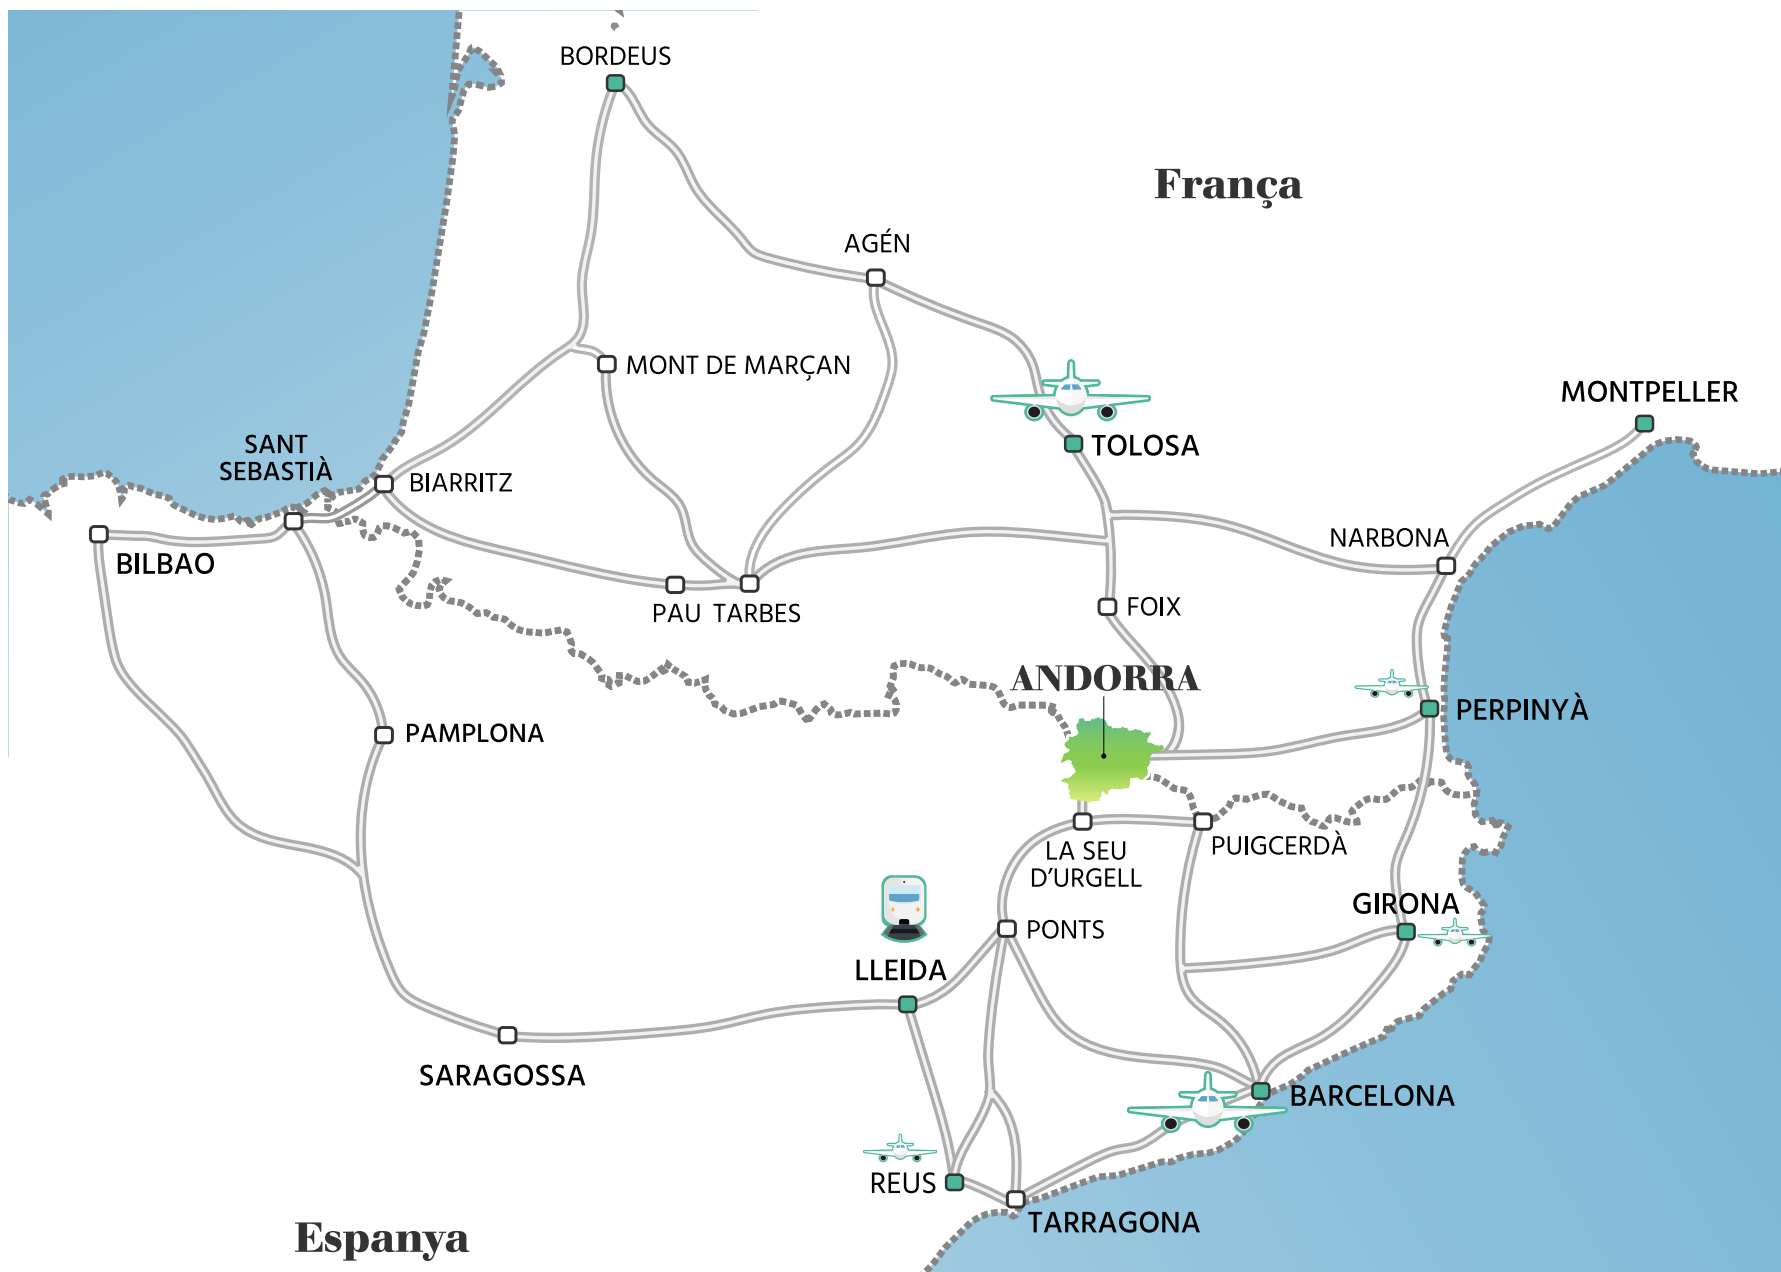 BORDEUS
França
AGÉN
MONT DE MARÇAN
MONTPELLER
TOLOSA
SANT
SEBASTIÀ
BIARRITZ
NARBONA
BILBAO
PAU
TARBES
FOIX
ANDORRA
PERPINYÀ
PAMPLONA
PUIGCERDÀ
LA SEU
D'URGELL
GIRONA
PONTS
LLEIDA
SARAGOSSA
BARCELONA
REUS
TARRAGONA
Espanya